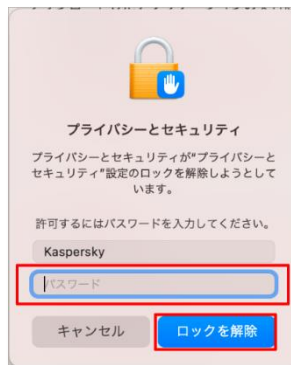 プライバシーとセキュリティ
プライバシーとセキュリティが"プライバシーと
セキュリティ"設定のロックを解除しようとして
います。
許可するにはパスワードを入力してください。
Kaspersky
パスワード
キャンセル
ロックを解除